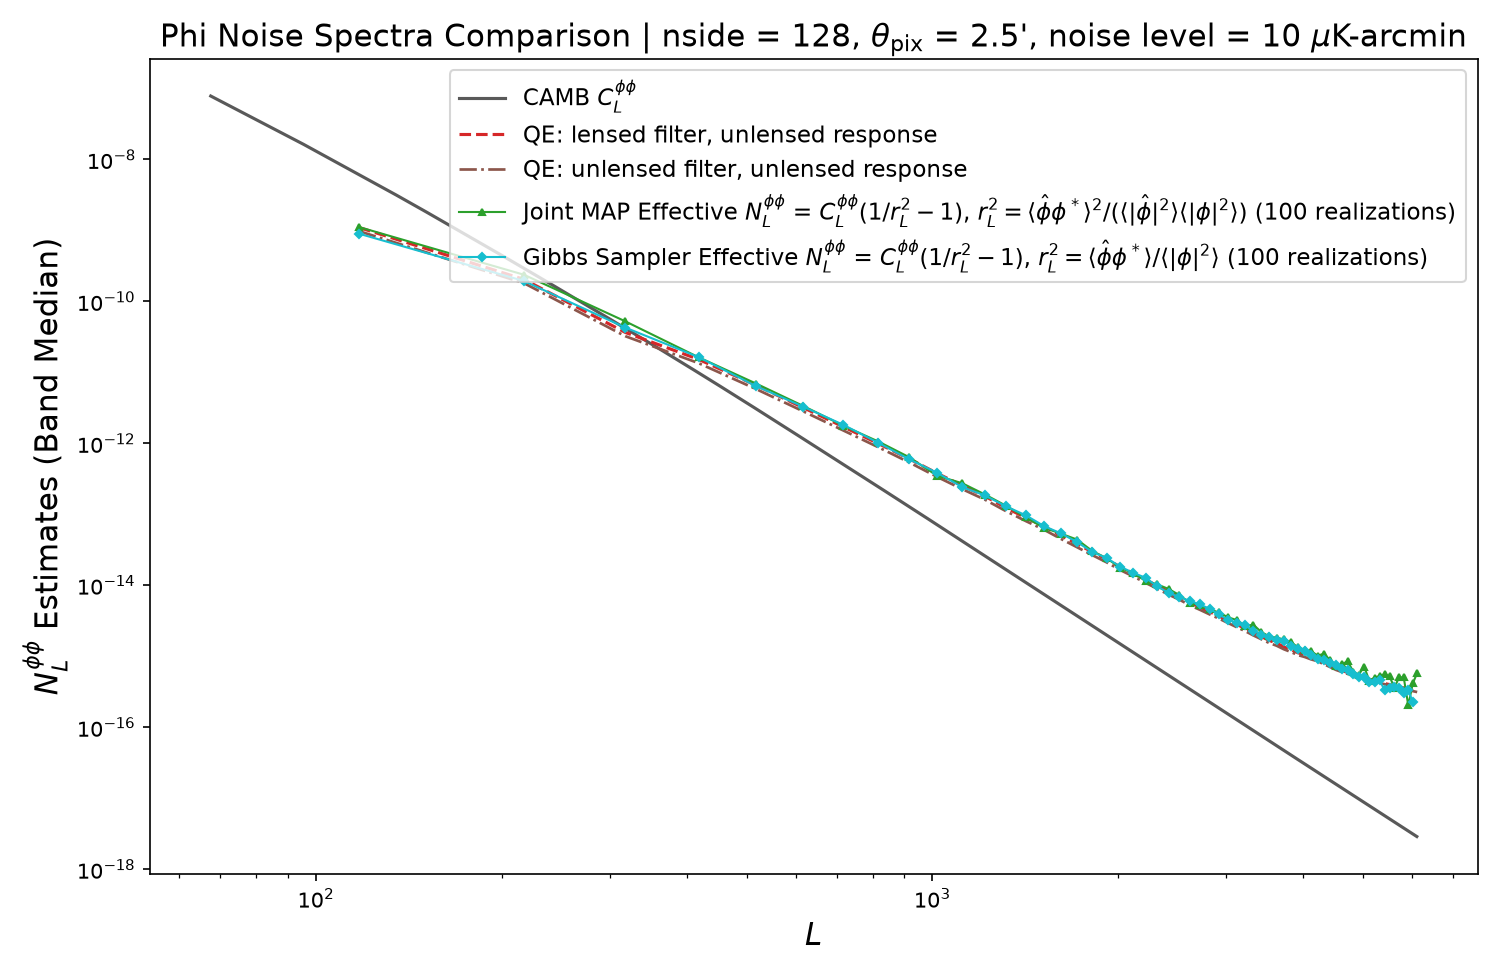 Phi Noise Spectra Comparison | nside = 128, θ_pix = 2.5', noise level = 10 μK-arcmin
CAMB C_L^{ϕϕ}
QE: lensed filter, unlensed response
QE: unlensed filter, unlensed response
Joint MAP Effective N_L^{ϕϕ} = C_L^{ϕϕ}(1/r_L^2 − 1), r_L^2 = ⟨ϕ̂ϕ*⟩^2/(⟨|ϕ̂|^2⟩⟨|ϕ|^2⟩) (100 realizations)
Gibbs Sampler Effective N_L^{ϕϕ} = C_L^{ϕϕ}(1/r_L^2 − 1), r_L^2 = ⟨ϕ̂ϕ*⟩/⟨|ϕ|^2⟩ (100 realizations)
N_L^{ϕϕ} Estimates (Band Median)
10^{−8}
10^{−10}
10^{−12}
10^{−14}
10^{−16}
10^{−18}
10^2
10^3
L